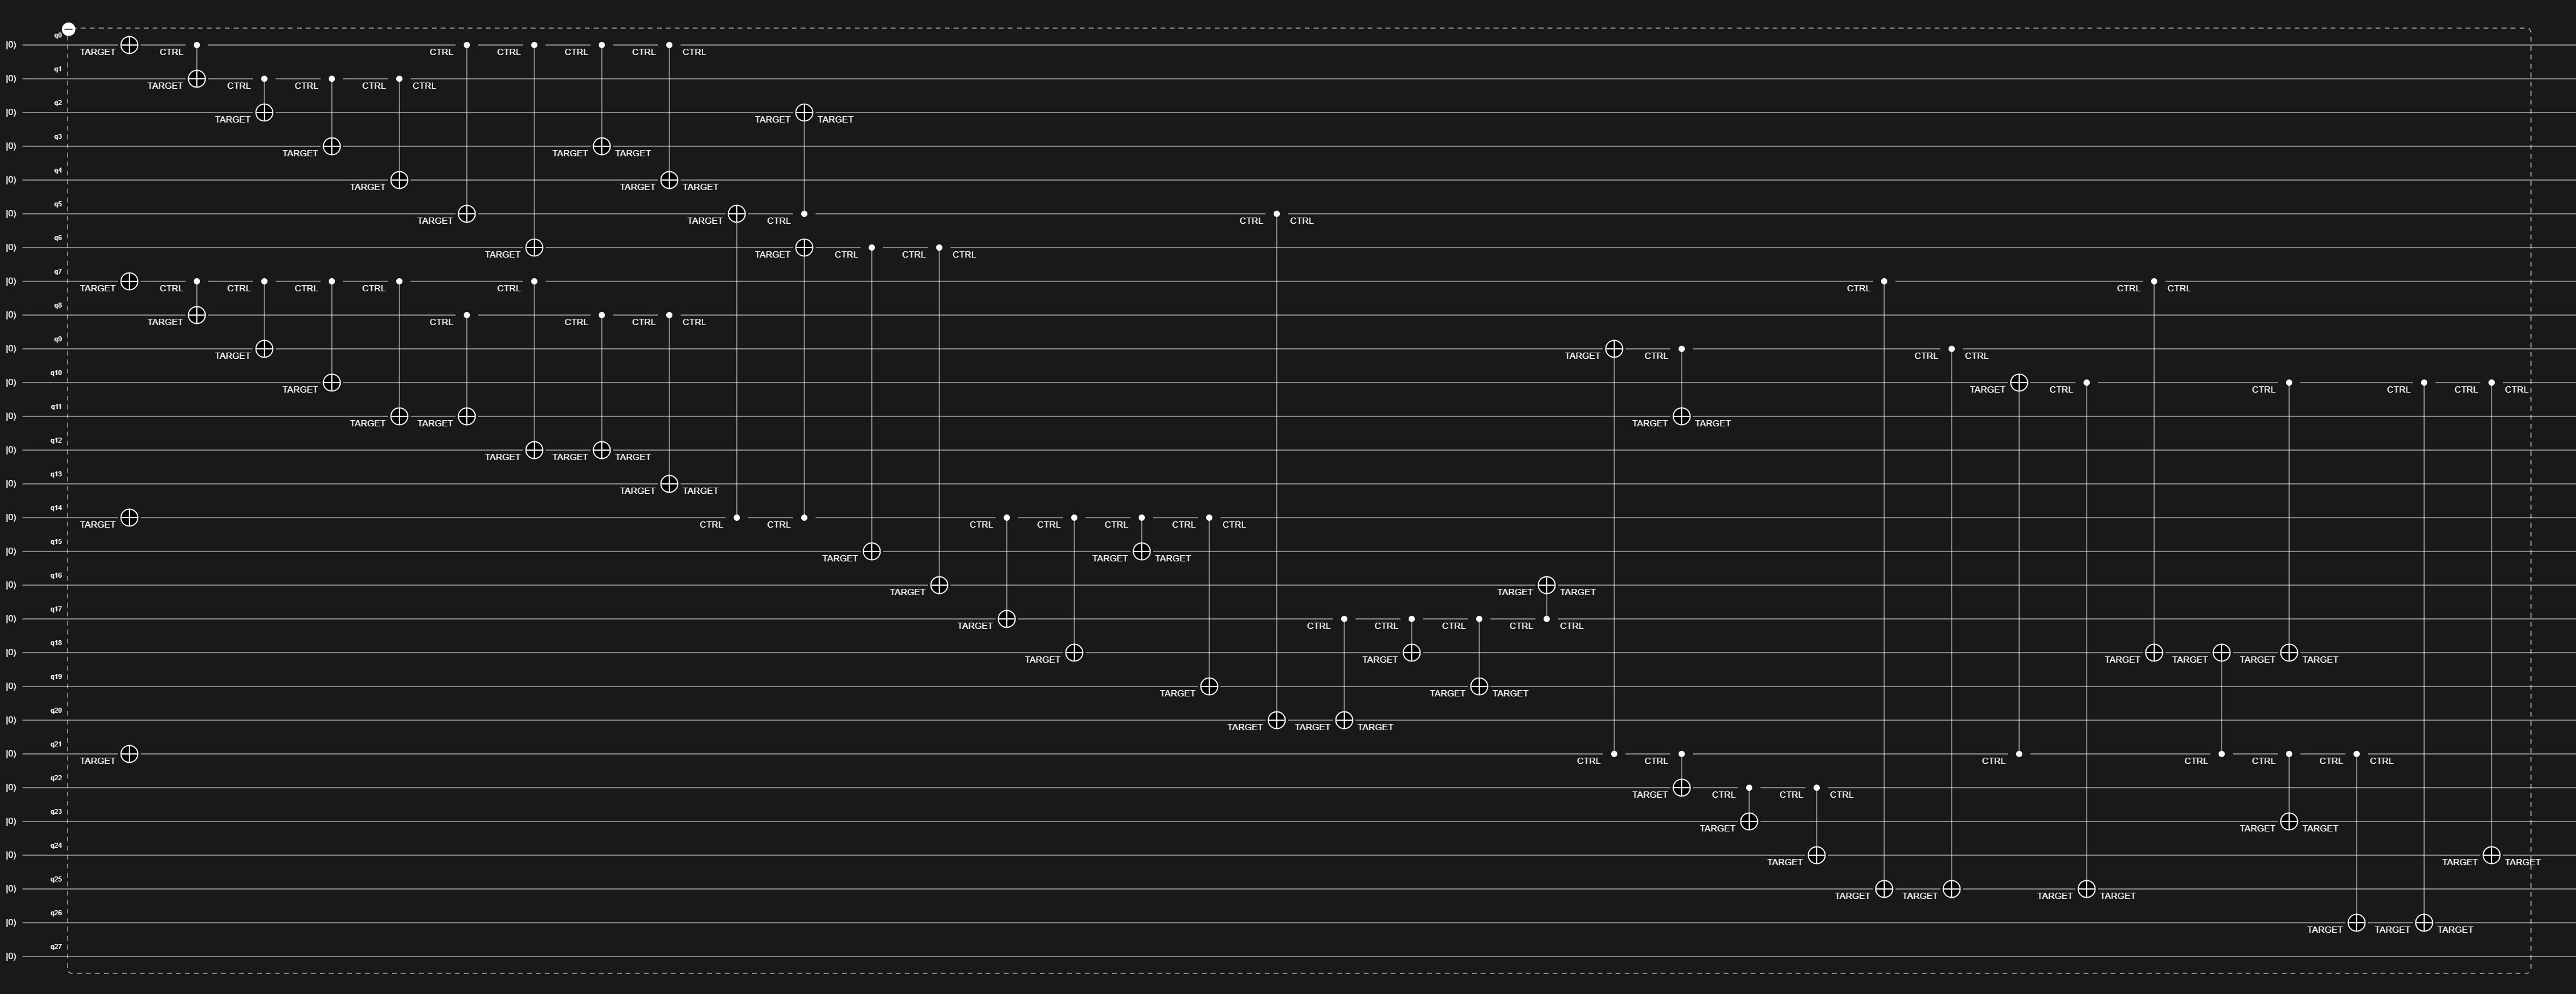 q0
|0⟩ TARGET CTRL CTRL CTRL CTRL CTRL CTRL
q1
|0⟩ TARGET CTRL CTRL CTRL CTRL
q2
|0⟩ TARGET TARGET TARGET
q3
|0⟩ TARGET TARGET TARGET
q4
|0⟩ TARGET TARGET TARGET
q5
|0⟩ TARGET TARGET CTRL CTRL CTRL
q6
|0⟩ TARGET TARGET CTRL CTRL CTRL
q7
|0⟩ TARGET CTRL CTRL CTRL CTRL CTRL CTRL CTRL CTRL
q8
|0⟩ TARGET CTRL CTRL CTRL CTRL
q9
|0⟩ TARGET TARGET CTRL CTRL CTRL
q10
|0⟩ TARGET TARGET CTRL CTRL CTRL CTRL CTRL
q11
|0⟩ TARGET TARGET TARGET TARGET
q12
|0⟩ TARGET TARGET TARGET
q13
|0⟩ TARGET TARGET
q14
|0⟩ TARGET CTRL CTRL CTRL CTRL CTRL CTRL CTRL
q15
|0⟩ TARGET TARGET TARGET
q16
|0⟩ TARGET TARGET TARGET
q17
|0⟩ TARGET CTRL CTRL CTRL CTRL CTRL
q18
|0⟩ TARGET TARGET TARGET TARGET TARGET TARGET
q19
|0⟩ TARGET TARGET TARGET
q20
|0⟩ TARGET TARGET TARGET
q21
|0⟩ TARGET CTRL CTRL CTRL CTRL CTRL CTRL CTRL
q22
|0⟩ TARGET CTRL CTRL CTRL
q23
|0⟩ TARGET TARGET TARGET
q24
|0⟩ TARGET TARGET TARGET
q25
|0⟩ TARGET TARGET TARGET TARGET
q26
|0⟩ TARGET TARGET TARGET
q27
|0⟩